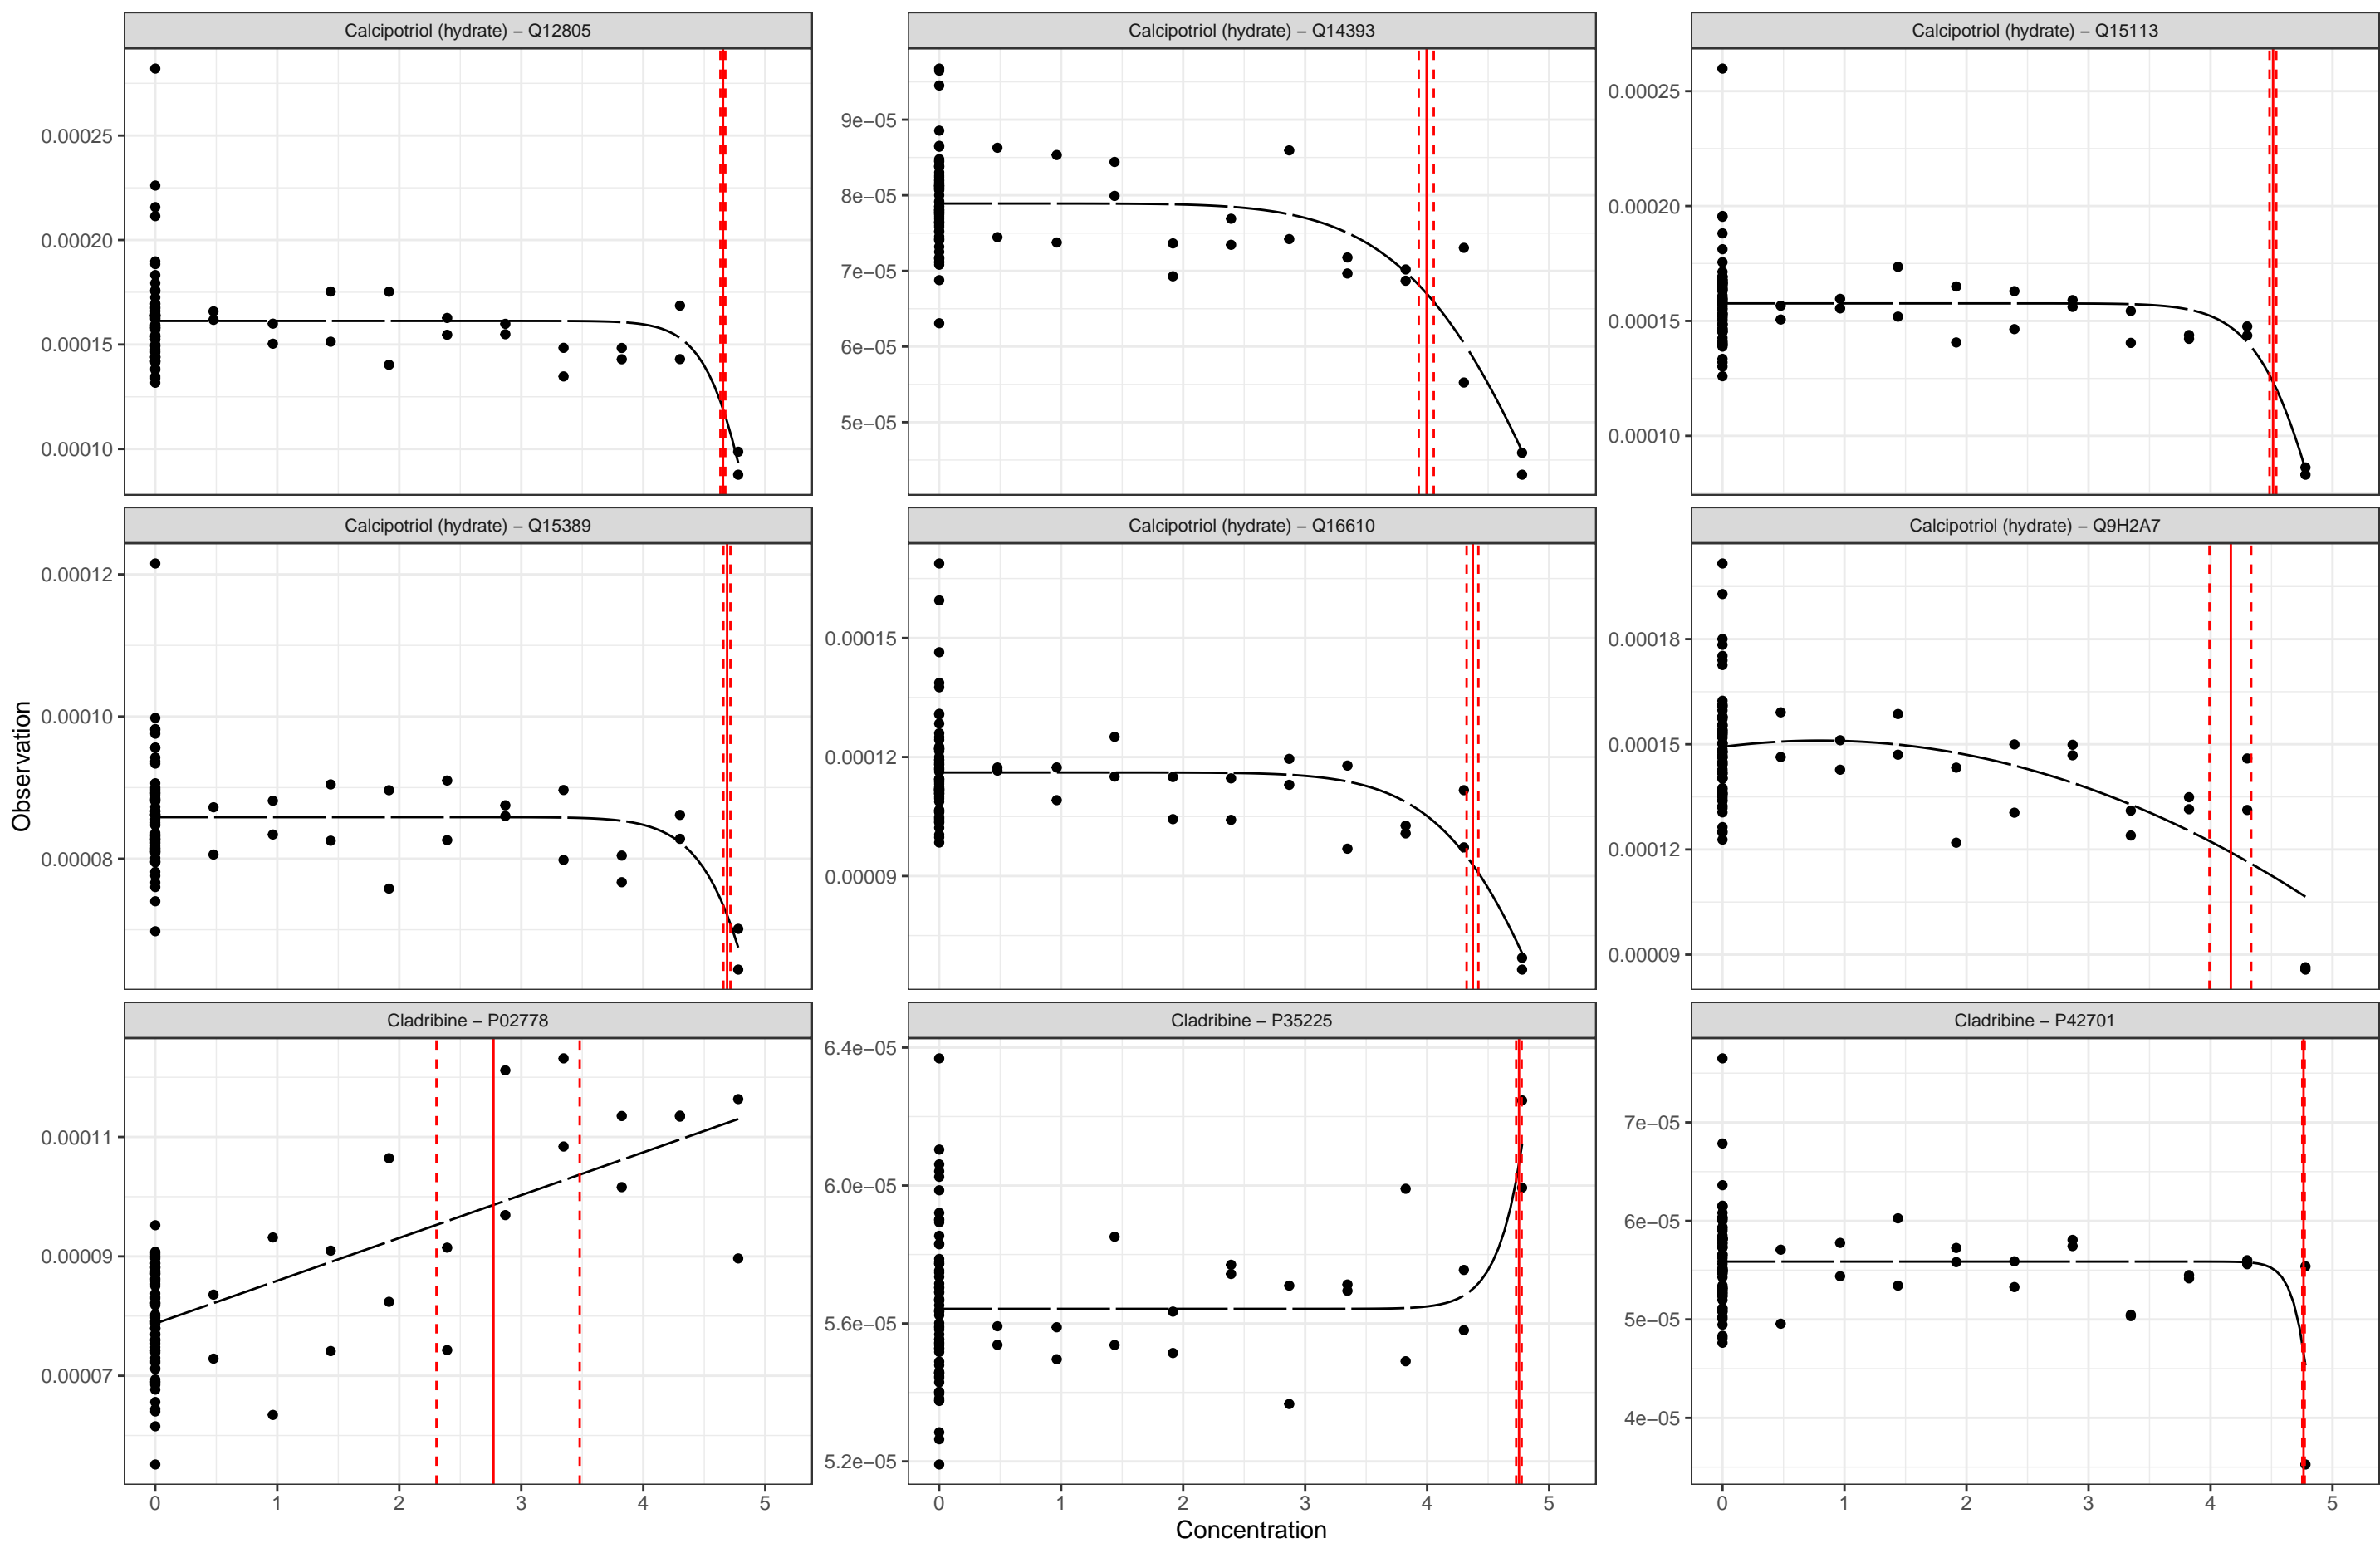 Calcipotriol (hydrate) – Q12805
Calcipotriol (hydrate) – Q14393
Calcipotriol (hydrate) – Q15113
0.00025
0.00020
0.00015
0.00010
9e−05
8e−05
7e−05
6e−05
5e−05
0.00025
0.00020
0.00015
0.00010
Calcipotriol (hydrate) – Q15389
Calcipotriol (hydrate) – Q16610
Calcipotriol (hydrate) – Q9H2A7
0.00012
0.00010
0.00008
0.00015
0.00012
0.00009
0.00018
0.00015
0.00012
0.00009
Observation
Cladribine – P02778
Cladribine – P35225
Cladribine – P42701
0.00011
0.00009
0.00007
6.4e−05
6.0e−05
5.6e−05
5.2e−05
7e−05
6e−05
5e−05
4e−05
0 1 2 3 4 5
0 1 2 3 4 5
0 1 2 3 4 5
Concentration